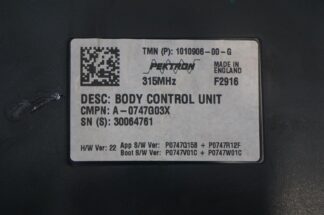 TMN (P): 1010908-00-G
PEKTRON
MADE IN
ENGLAND
315MHz
F2916
DESC: BODY CONTROL UNIT
CMPN: A-0747G03X
SN (S): 30064761
H/W Ver: 22 App S/W Ver: P0747Q158 + P0747R12F
Boot S/W Ver: P0747V01C + P0747W01C